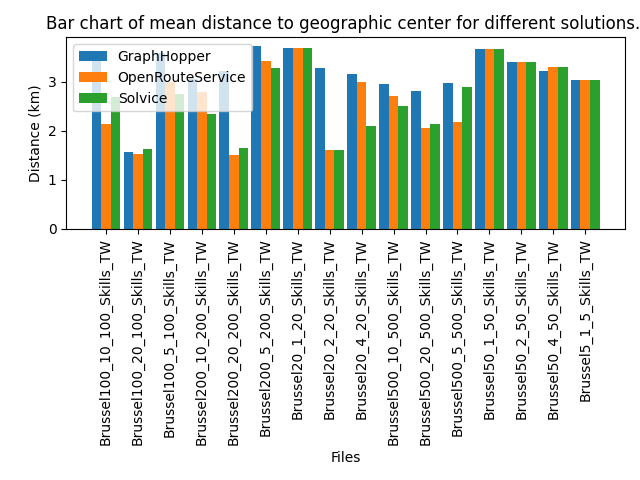 Bar chart of mean distance to geographic center for different solutions.
GraphHopper
OpenRouteService
Solvice
Distance (km)
3
2
1
0
Brussel100_10_100_Skills_TW
Brussel100_20_100_Skills_TW
Brussel100_5_100_Skills_TW
Brussel200_10_200_Skills_TW
Brussel200_20_200_Skills_TW
Brussel200_5_200_Skills_TW
Brussel20_1_20_Skills_TW
Brussel20_2_20_Skills_TW
Brussel20_4_20_Skills_TW
Brussel500_10_500_Skills_TW
Brussel500_20_500_Skills_TW
Brussel500_5_500_Skills_TW
Brussel50_1_50_Skills_TW
Brussel50_2_50_Skills_TW
Brussel50_4_50_Skills_TW
Brussel5_1_5_Skills_TW
Files